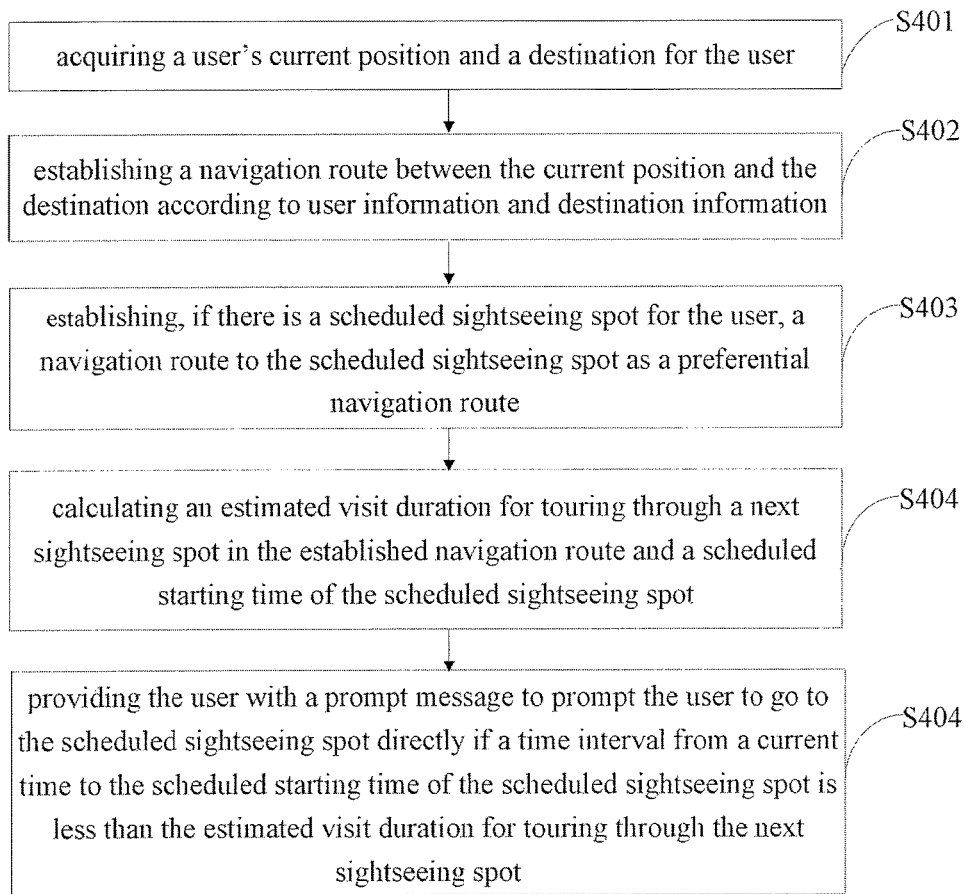 S401
acquiring a user's current position and a destination for the user
S402
establishing a navigation route between the current position and the
destination according to user information and destination information
S403
establishing, if there is a scheduled sightseeing spot for the user, a
navigation route to the scheduled sightseeing spot as a preferential
navigation route
S404
calculating an estimated visit duration for touring through a next
sightseeing spot in the established navigation route and a scheduled
starting time of the scheduled sightseeing spot
S404
providing the user with a prompt message to prompt the user to go to
the scheduled sightseeing spot directly if a time interval from a current
time to the scheduled starting time of the scheduled sightseeing spot is
less than the estimated visit duration for touring through the next
sightseeing spot